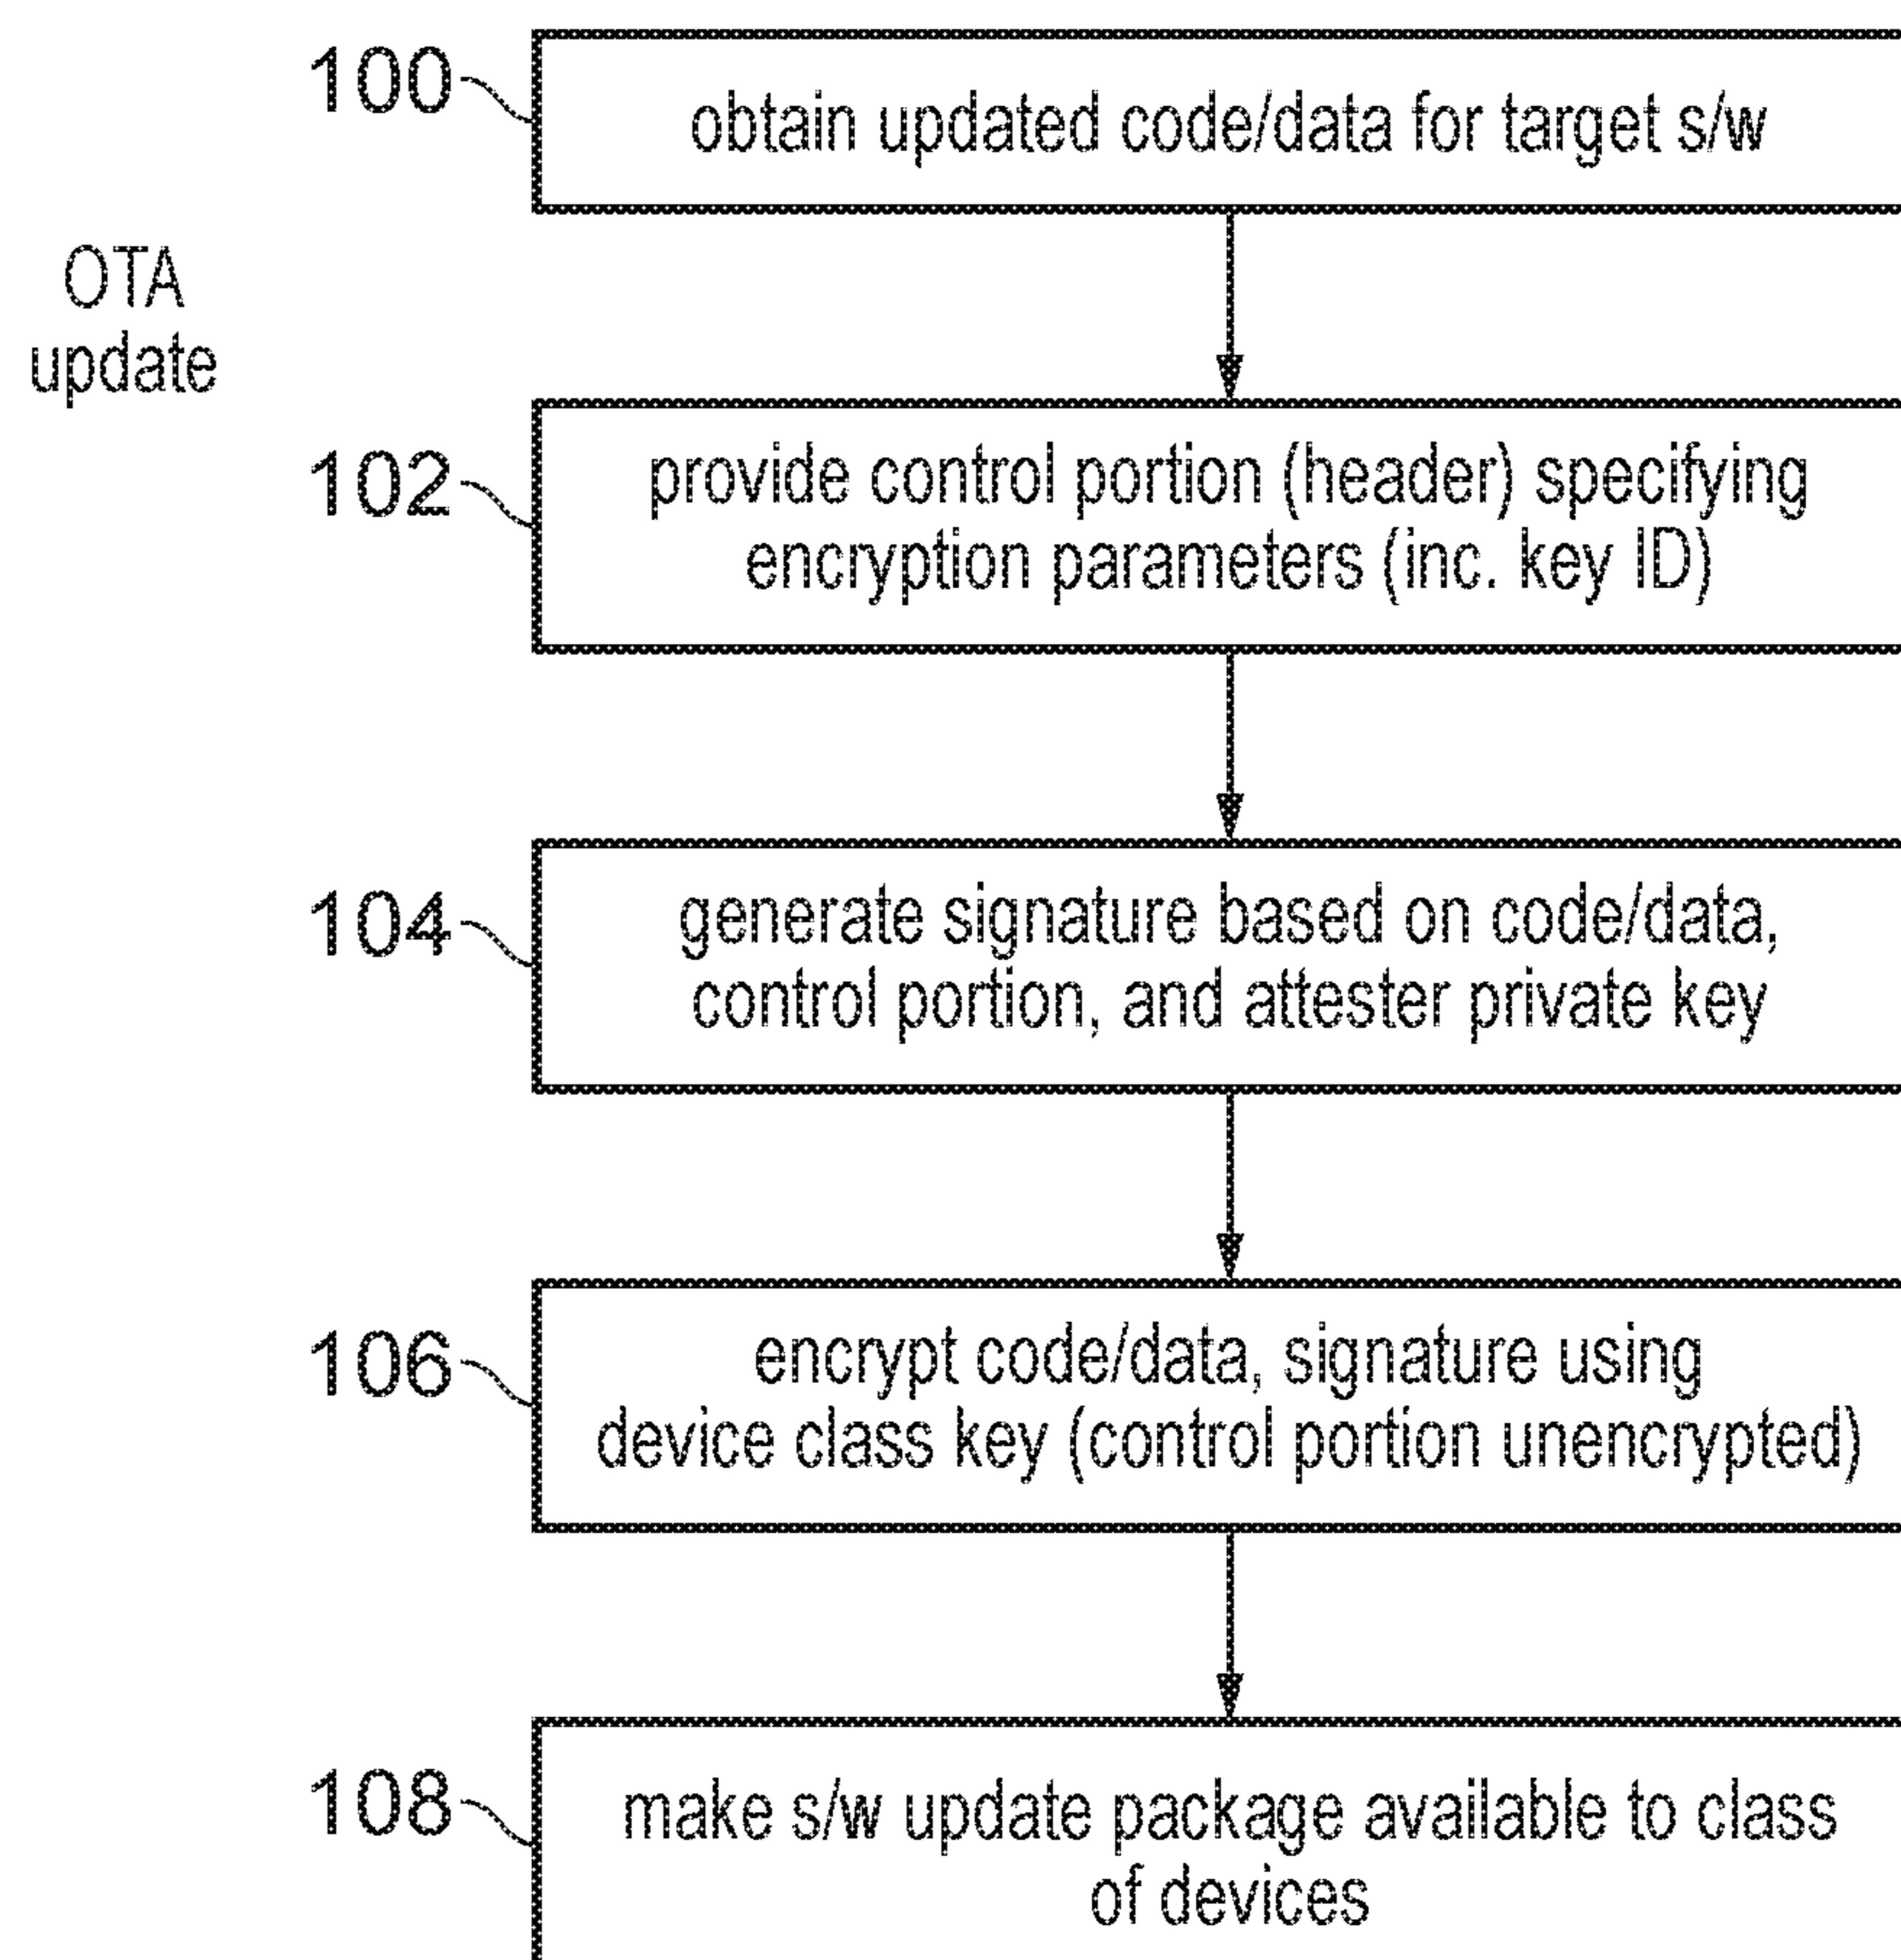 100
obtain updated code/data for target s/w
OTA
update
102
provide control portion (header) specifying
encryption parameters (inc. key ID)
104
generate signature based on code/data,
control portion, and attester private key
106
encrypt code/data, signature using
device class key (control portion unencrypted)
108
make s/w update package available to class
of devices